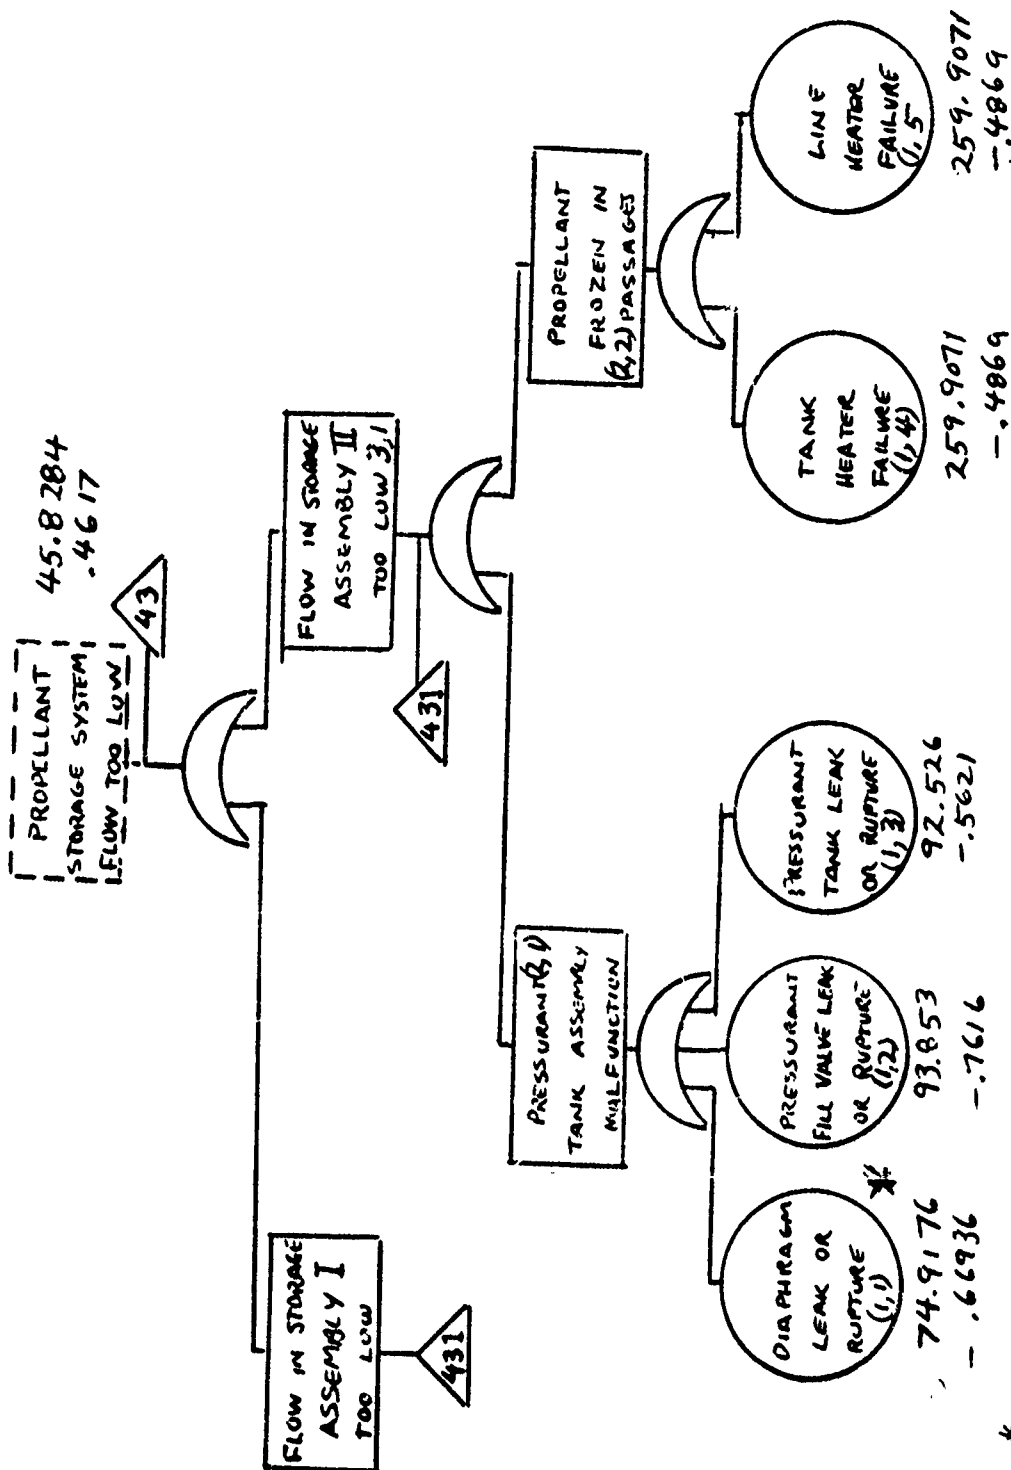 PROPELLANT
STORAGE SYSTEM
FLOW TOO LOW
45.8284
.4617
43
FLOW IN STORAGE
ASSEMBLY I
TOO LOW
431
FLOW IN STORAGE
ASSEMBLY II
TOO LOW 3,1
431
PRESSURANT (2,1)
TANK ASSEMBLY
MALFUNCTION
PROPELLANT
FROZEN IN
(2,2) PASSAGES
DIAPHRAGM
LEAK OR
RUPTURE
(1,1)
*
74.9176
-.66936
PRESSURANT
FILL VALVE LEAK
OR RUPTURE
(1,2)
93.853
-.7616
PRESSURANT
TANK LEAK
OR RUPTURE
(1,3)
92.526
-.5621
TANK
HEATER
FAILURE
(1,4)
259.9071
-.4869
LINE
HEATER
FAILURE
(1,5
259.9071
-.4869
*